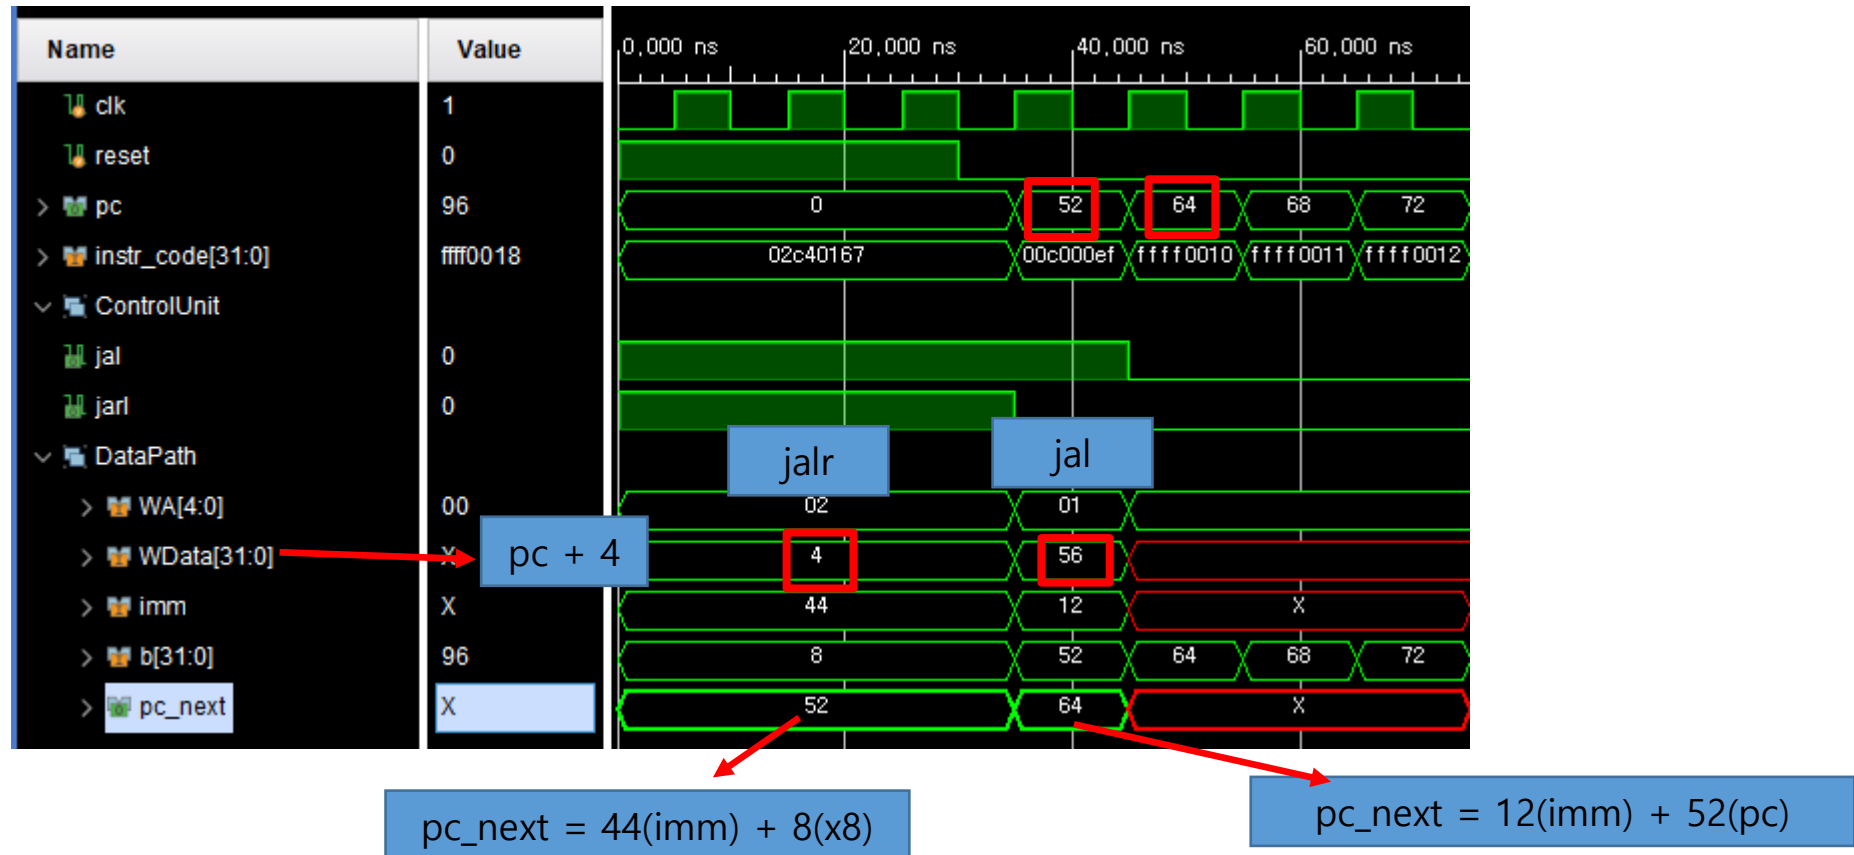 Name Value 0,000 ns 20,000 ns 40,000 ns 60,000 ns
clk 1
reset 0
pc 96 0 52 64 68 72
instr_code[31:0] ffff0018 02c40167 00c000ef ffff0010 ffff0011 ffff0012
ControlUnit
jal 0
jarl 0
jalr jal
DataPath
WA[4:0] 00 02 01
WData[31:0] X pc + 4 4 56
imm X 44 12 X
b[31:0] 96 8 52 64 68 72
pc_next X 52 64 X
pc_next = 44(imm) + 8(x8)
pc_next = 12(imm) + 52(pc)